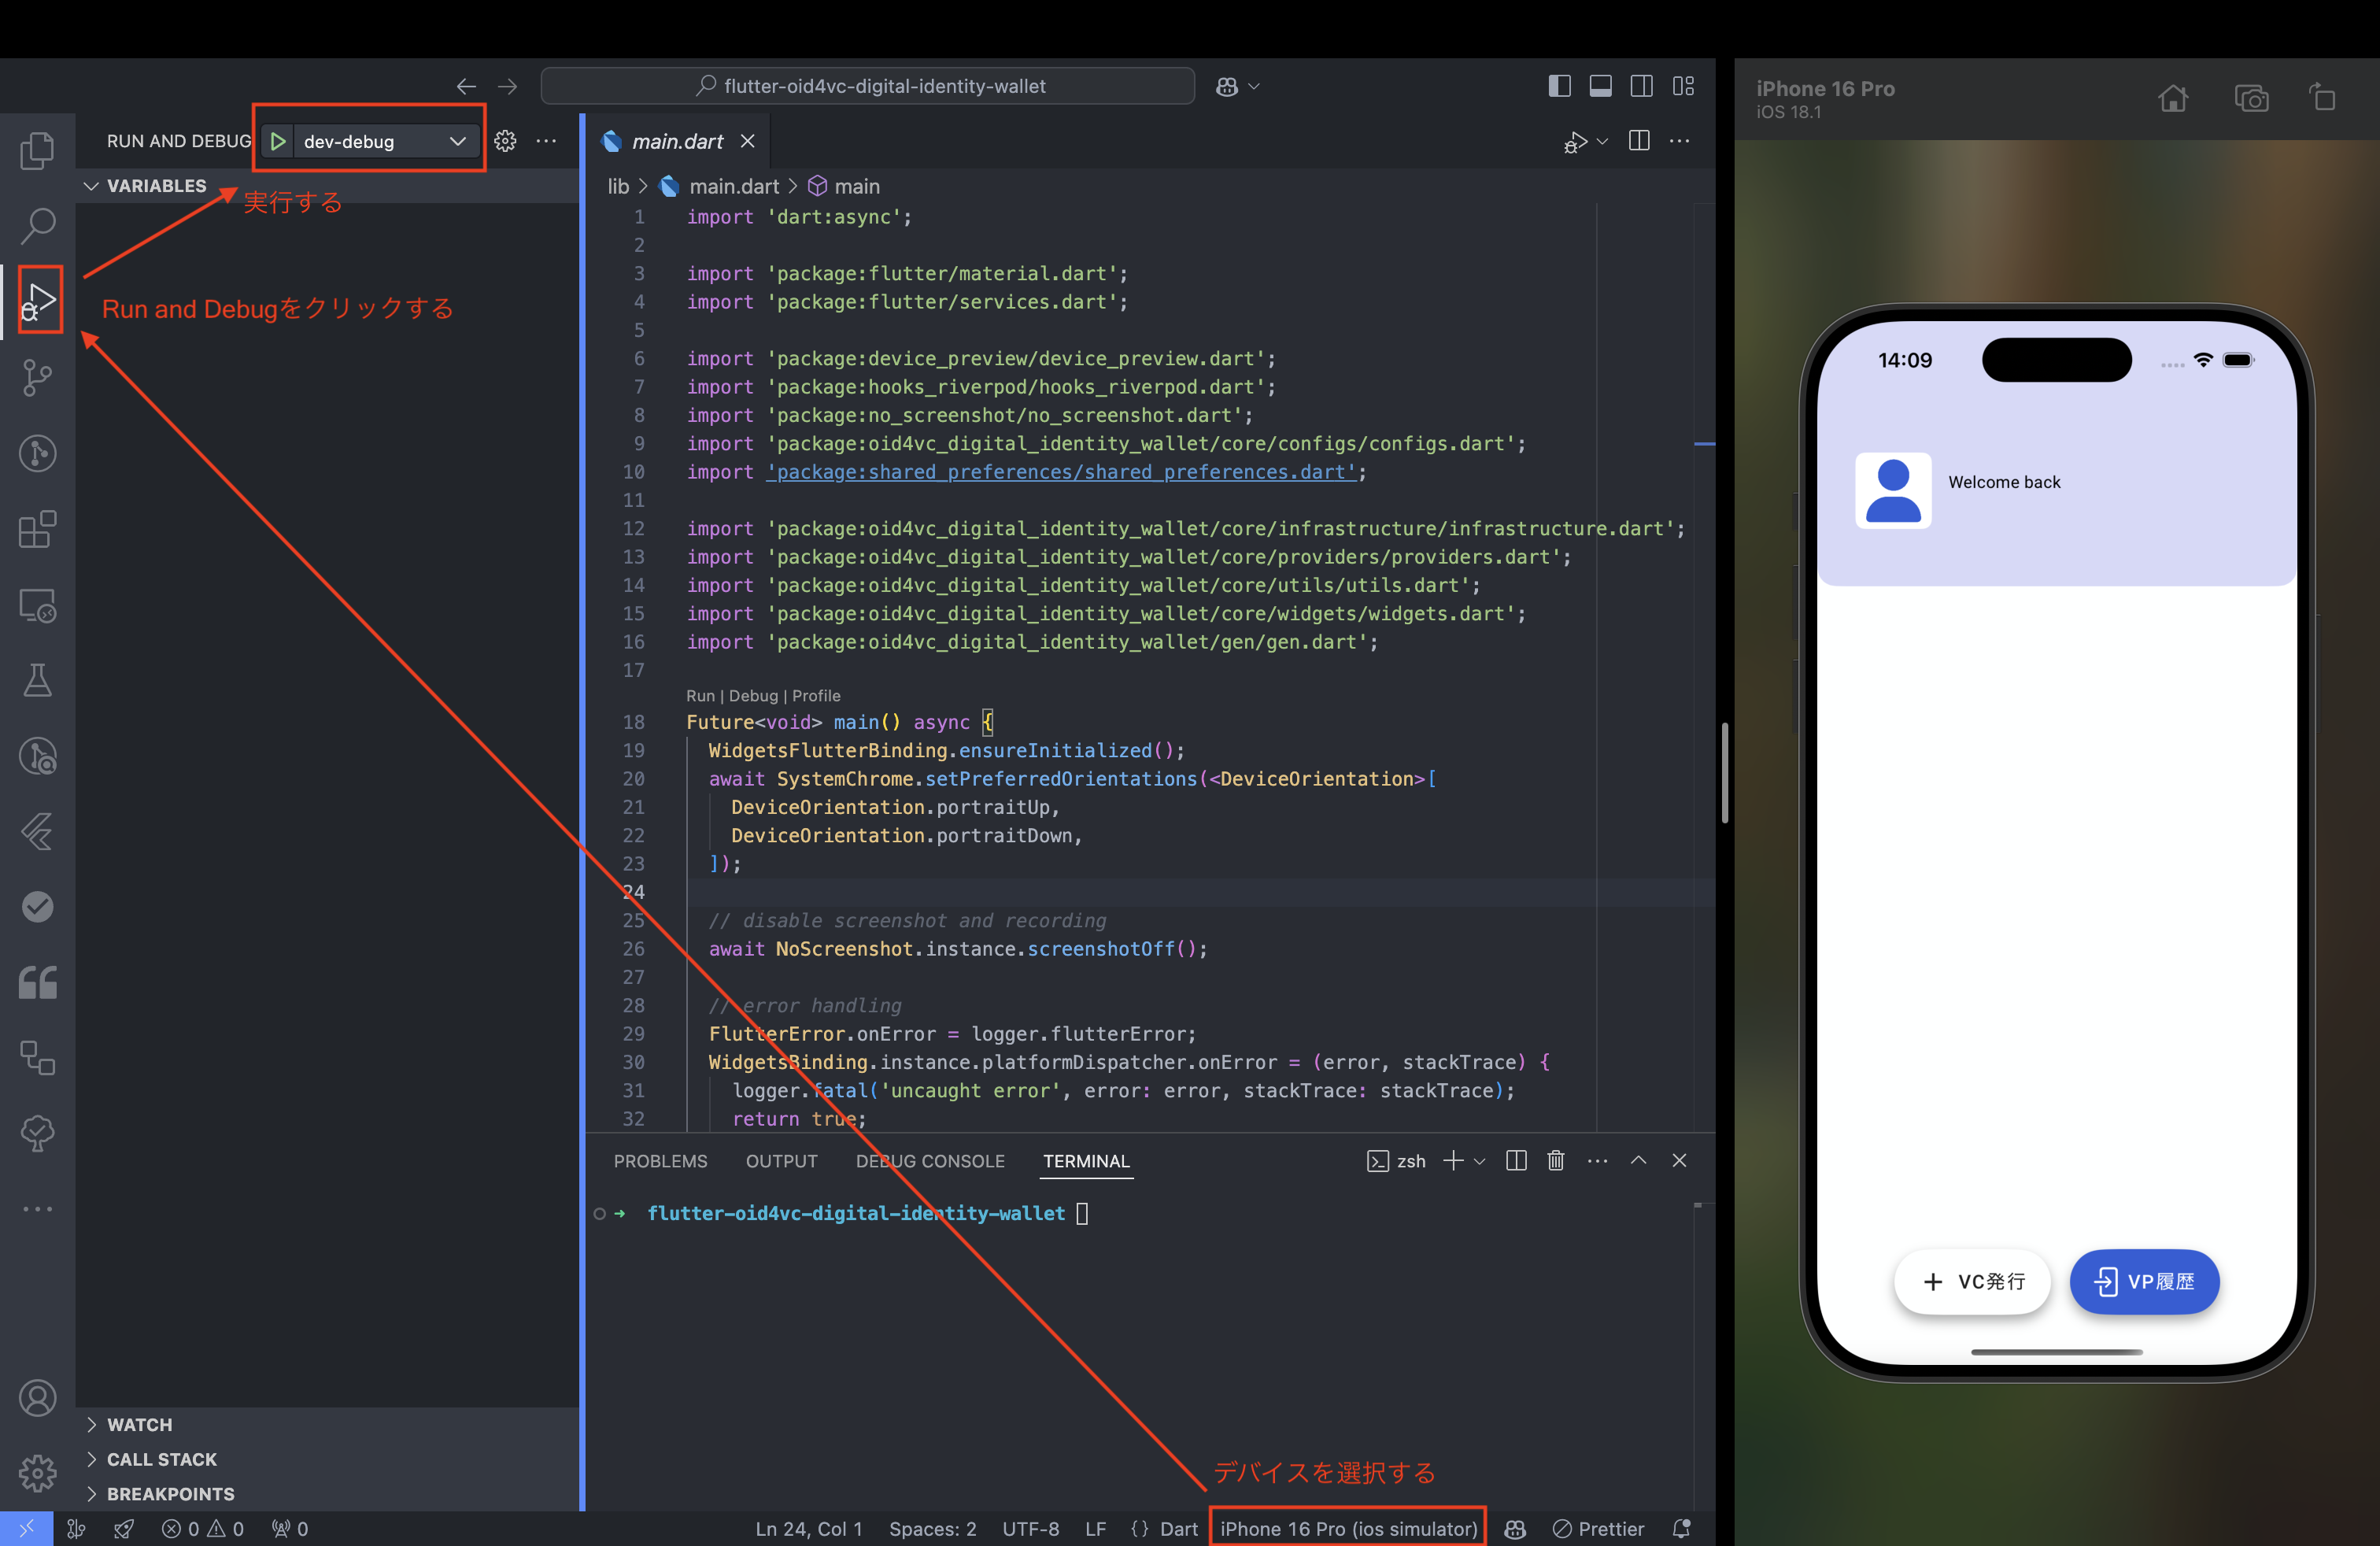 flutter-oid4vc-digital-identity-wallet
RUN AND DEBUG
dev-debug
VARIABLES
実行する
Run and Debugをクリックする
WATCH
CALL STACK
BREAKPOINTS
main.dart
lib > main.dart > main
1 import 'dart:async';
2
3 import 'package:flutter/material.dart';
4 import 'package:flutter/services.dart';
5
6 import 'package:device_preview/device_preview.dart';
7 import 'package:hooks_riverpod/hooks_riverpod.dart';
8 import 'package:no_screenshot/no_screenshot.dart';
9 import 'package:oid4vc_digital_identity_wallet/core/configs/configs.dart';
10 import 'package:shared_preferences/shared_preferences.dart';
11
12 import 'package:oid4vc_digital_identity_wallet/core/infrastructure/infrastructure.dart';
13 import 'package:oid4vc_digital_identity_wallet/core/providers/providers.dart';
14 import 'package:oid4vc_digital_identity_wallet/core/utils/utils.dart';
15 import 'package:oid4vc_digital_identity_wallet/core/widgets/widgets.dart';
16 import 'package:oid4vc_digital_identity_wallet/gen/gen.dart';
17
Run | Debug | Profile
18 Future<void> main() async {
19 WidgetsFlutterBinding.ensureInitialized();
20 await SystemChrome.setPreferredOrientations(<DeviceOrientation>[
21 DeviceOrientation.portraitUp,
22 DeviceOrientation.portraitDown,
23 ]);
24
25 // disable screenshot and recording
26 await NoScreenshot.instance.screenshotOff();
27
28 // error handling
29 FlutterError.onError = logger.flutterError;
30 WidgetsBinding.instance.platformDispatcher.onError = (error, stackTrace) {
31 logger.fatal('uncaught error', error: error, stackTrace: stackTrace);
32 return true;
PROBLEMS OUTPUT DEBUG CONSOLE TERMINAL
zsh
flutter-oid4vc-digital-identity-wallet
デバイスを選択する
0 0 0
Ln 24, Col 1 Spaces: 2 UTF-8 LF {} Dart iPhone 16 Pro (ios simulator) Prettier
iPhone 16 Pro
iOS 18.1
14:09
Welcome back
+ VC発行
VP履歴